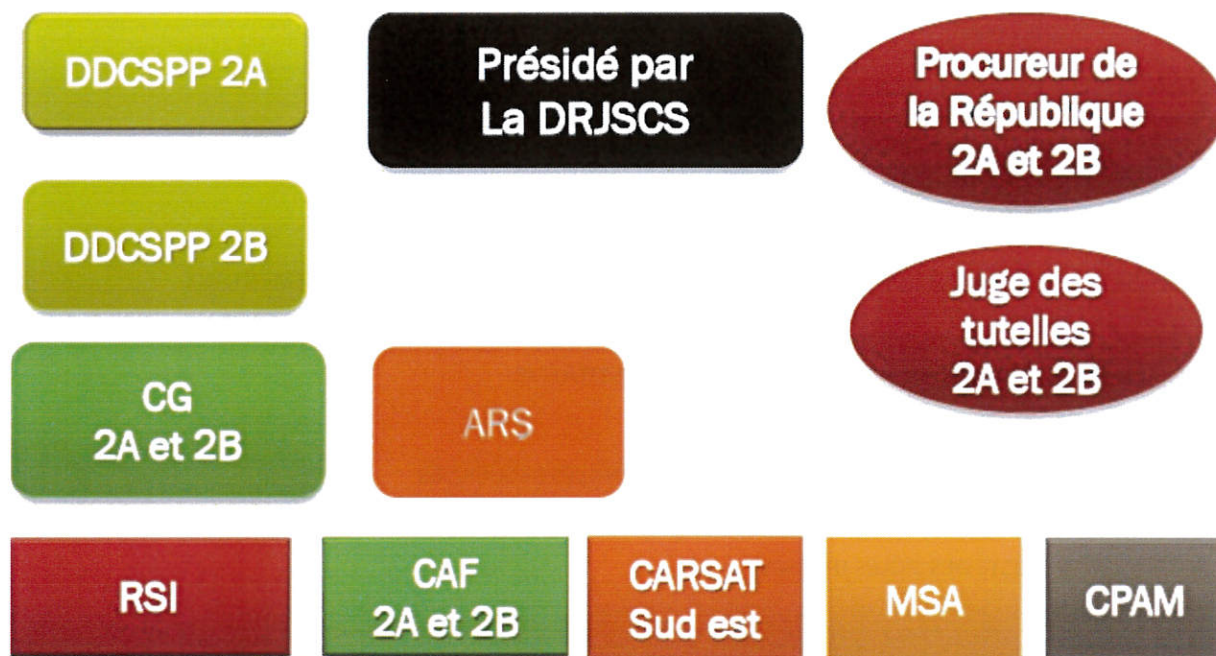 DDCSPP 2A
Présidé par
La DRJSCS
Procureur de
la République
2A et 2B
DDCSPP 2B
Juge des
tutelles
2A et 2B
CG
2A et 2B
ARS
RSI
CAF
2A et 2B
CARSAT
Sud est
MSA
CPAM